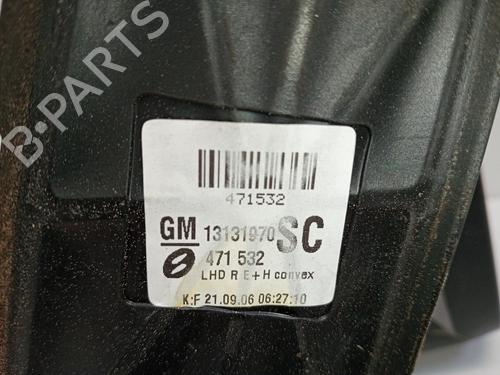 B-PARTS
471532
GM 13131970 SC
471 532
LHD R E+H convex
K:F 21.09.06 06:27:10